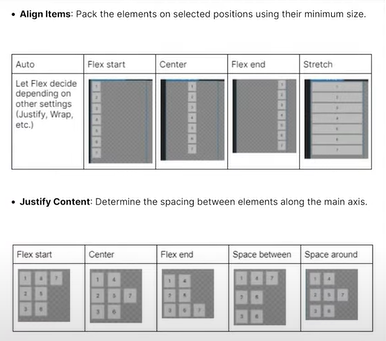 • Align Items: Pack the elements on selected positions using their minimum size.
Auto Flex start Center Flex end Stretch
Let Flex decide
depending on
other settings
(Justify, Wrap,
etc.)
• Justify Content: Determine the spacing between elements along the main axis.
Flex start Center Flex end Space between Space around